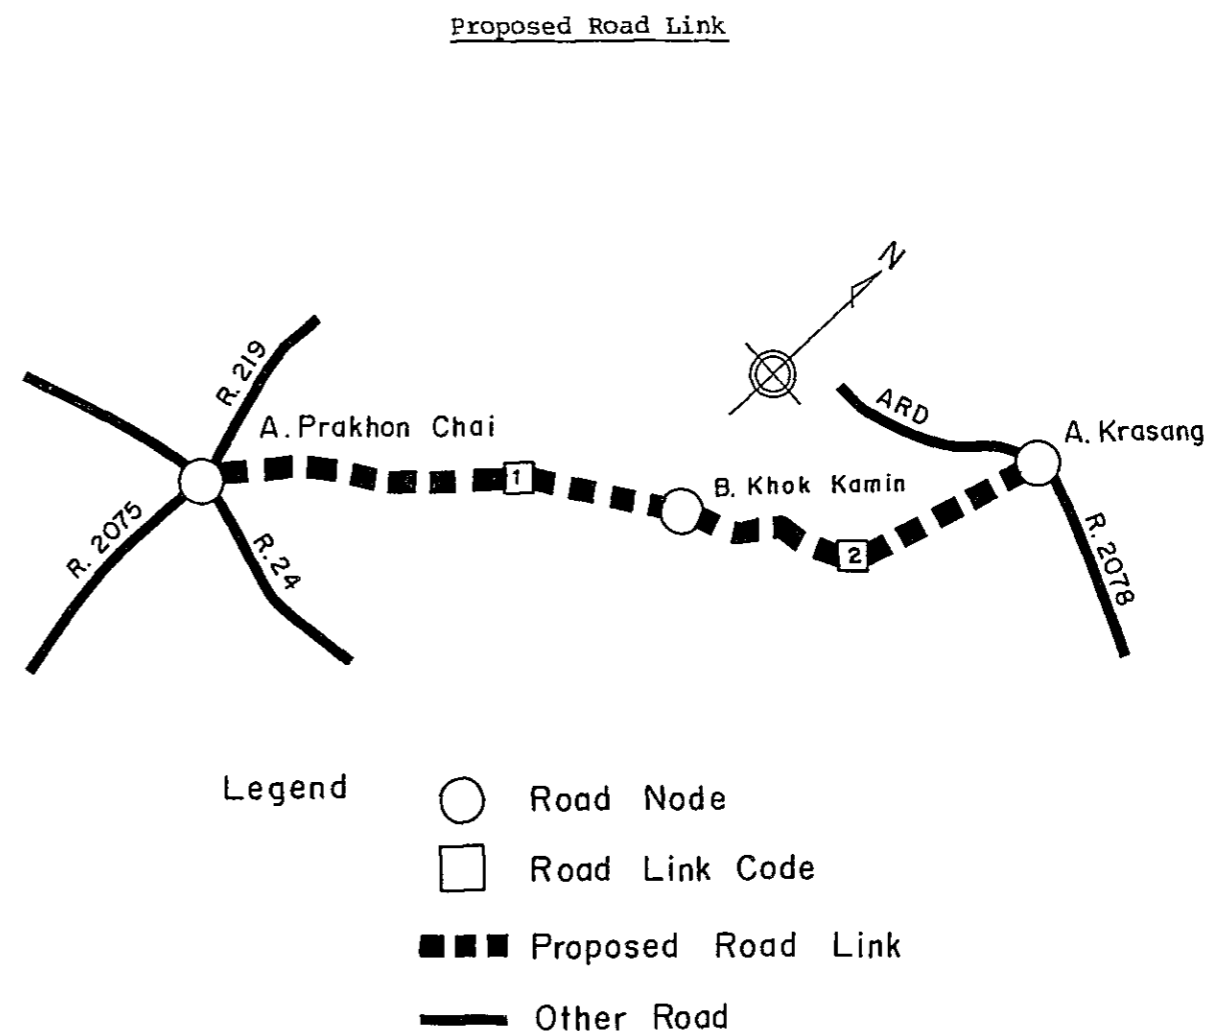 Proposed Road Link
N
R. 219
ARD
A. Prakhon Chai
A. Krasang
B. Khok Kamin
R. 2075
R. 24
R. 2078
1
2
Legend
Road Node
Road Link Code
Proposed Road Link
Other Road